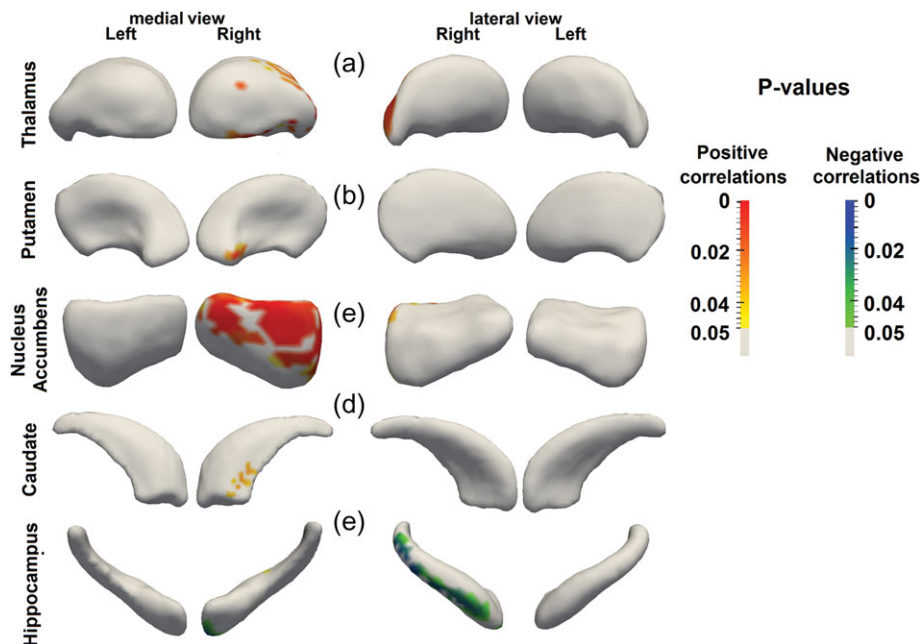 medial view
lateral view
Left
Right
Right
Left
Thalamus
(a)
Putamen
(b)
Nucleus
Accumbens
(e)
Caudate
(d)
Hippocampus
(e)
P-values
Positive
correlations
Negative
correlations
0
0.02
0.04
0.05
0
0.02
0.04
0.05